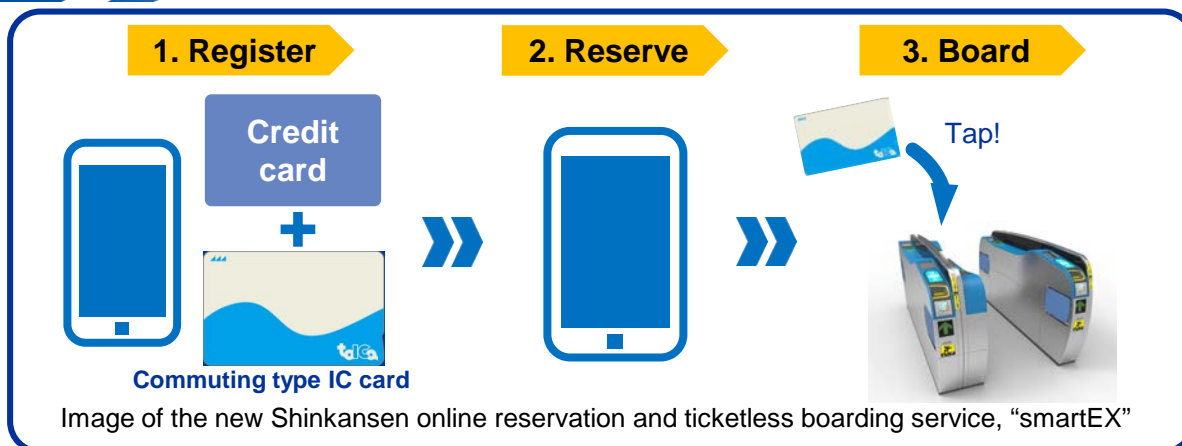 1. Register
2. Reserve
3. Board
Credit
card
Tap!
TOICA
Commuting type IC card
Image of the new Shinkansen online reservation and ticketless boarding service, “smartEX”